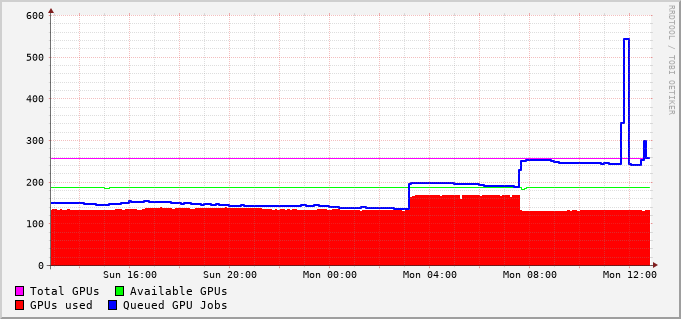 600
500
400
300
200
100
0
Sun 16:00 Sun 20:00 Mon 00:00 Mon 04:00 Mon 08:00 Mon 12:00
Total GPUs Available GPUs
GPUs used Queued GPU Jobs
RRDTOOL / TOBI OETIKER